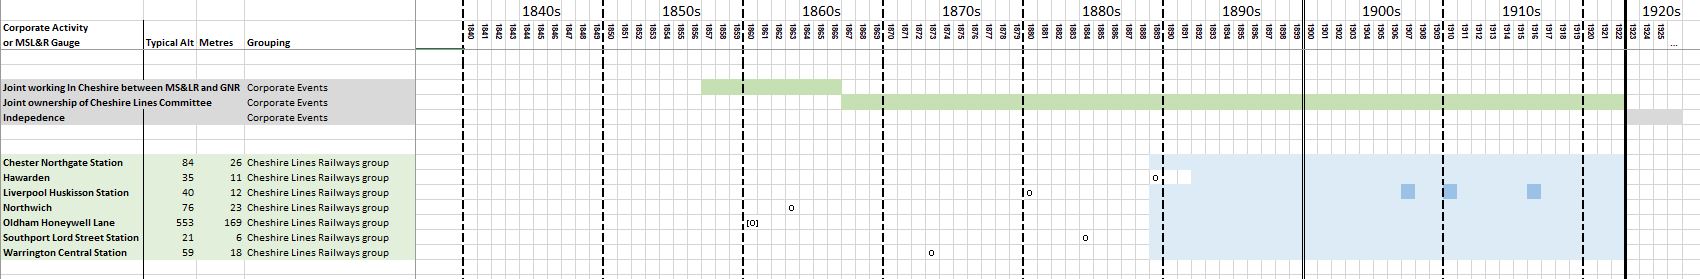 1840s 1850s 1860s 1870s 1880s 1890s 1900s 1910s 1920s
Corporate Activity
or MSL&R Gauge Typical Alt Metres Grouping 1840 1841 1842 1843 1844 1845 1846 1847 1848 1849 1850 1851 1852 1853 1854 1855 1856 1857 1858 1859 1860 1861 1862 1863 1864 1865 1866 1867 1868 1869 1870 1871 1872 1873 1874 1875 1876 1877 1878 1879 1880 1881 1882 1883 1884 1885 1886 1887 1888 1889 1890 1891 1892 1893 1894 1895 1896 1897 1898 1899 1900 1901 1902 1903 1904 1905 1906 1907 1908 1909 1910 1911 1912 1913 1914 1915 1916 1917 1918 1919 1920 1921 1922 1923 1924 1925 ...
Joint working In Cheshire between MS&LR and GNR Corporate Events
Joint ownership of Cheshire Lines Committee Corporate Events
Indepedence Corporate Events
Chester Northgate Station 84 26 Cheshire Lines Railways group
Hawarden 35 11 Cheshire Lines Railways group o
Liverpool Huskisson Station 40 12 Cheshire Lines Railways group o
Northwich 76 23 Cheshire Lines Railways group o
Oldham Honeywell Lane 553 169 Cheshire Lines Railways group [O]
Southport Lord Street Station 21 6 Cheshire Lines Railways group o
Warrington Central Station 59 18 Cheshire Lines Railways group o